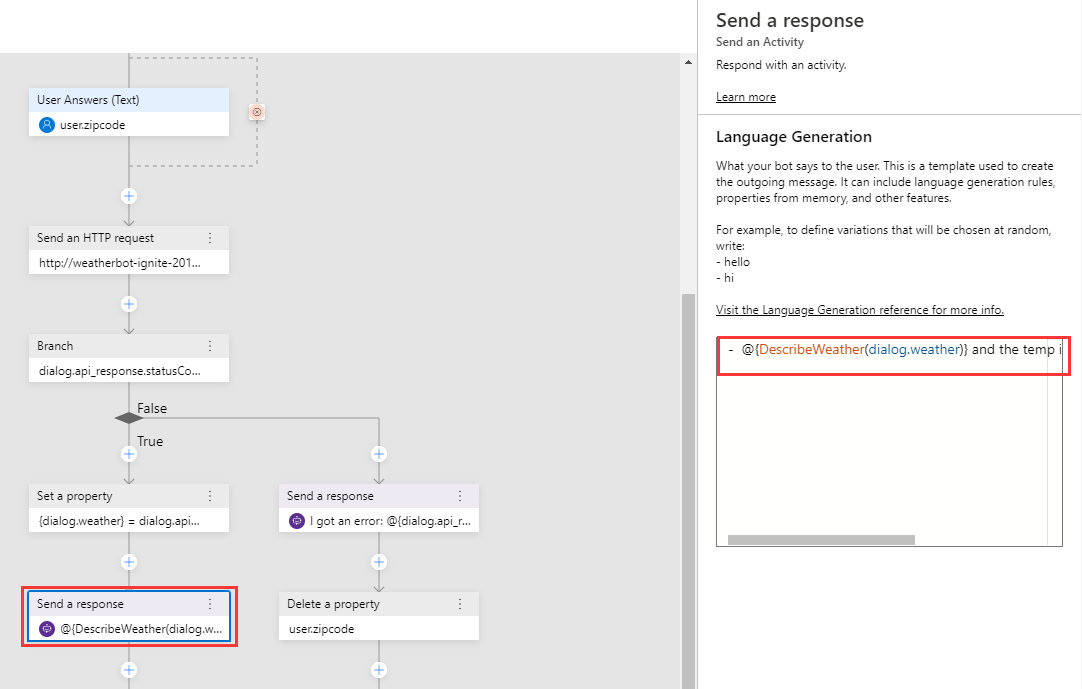 User Answers (Text)
user.zipcode
Send an HTTP request
http://weatherbot-ignite-201...
Branch
dialog.api_response.statusCo...
False
True
Set a property
{dialog.weather} = dialog.api...
Send a response
I got an error: @{dialog.api_r...
Send a response
@{DescribeWeather(dialog.w...
Delete a property
user.zipcode
Send a response
Send an Activity
Respond with an activity.
Learn more
Language Generation
What your bot says to the user. This is a template used to create
the outgoing message. It can include language generation rules,
properties from memory, and other features.
For example, to define variations that will be chosen at random,
write:
- hello
- hi
Visit the Language Generation reference for more info.
- @{DescribeWeather(dialog.weather)} and the temp i